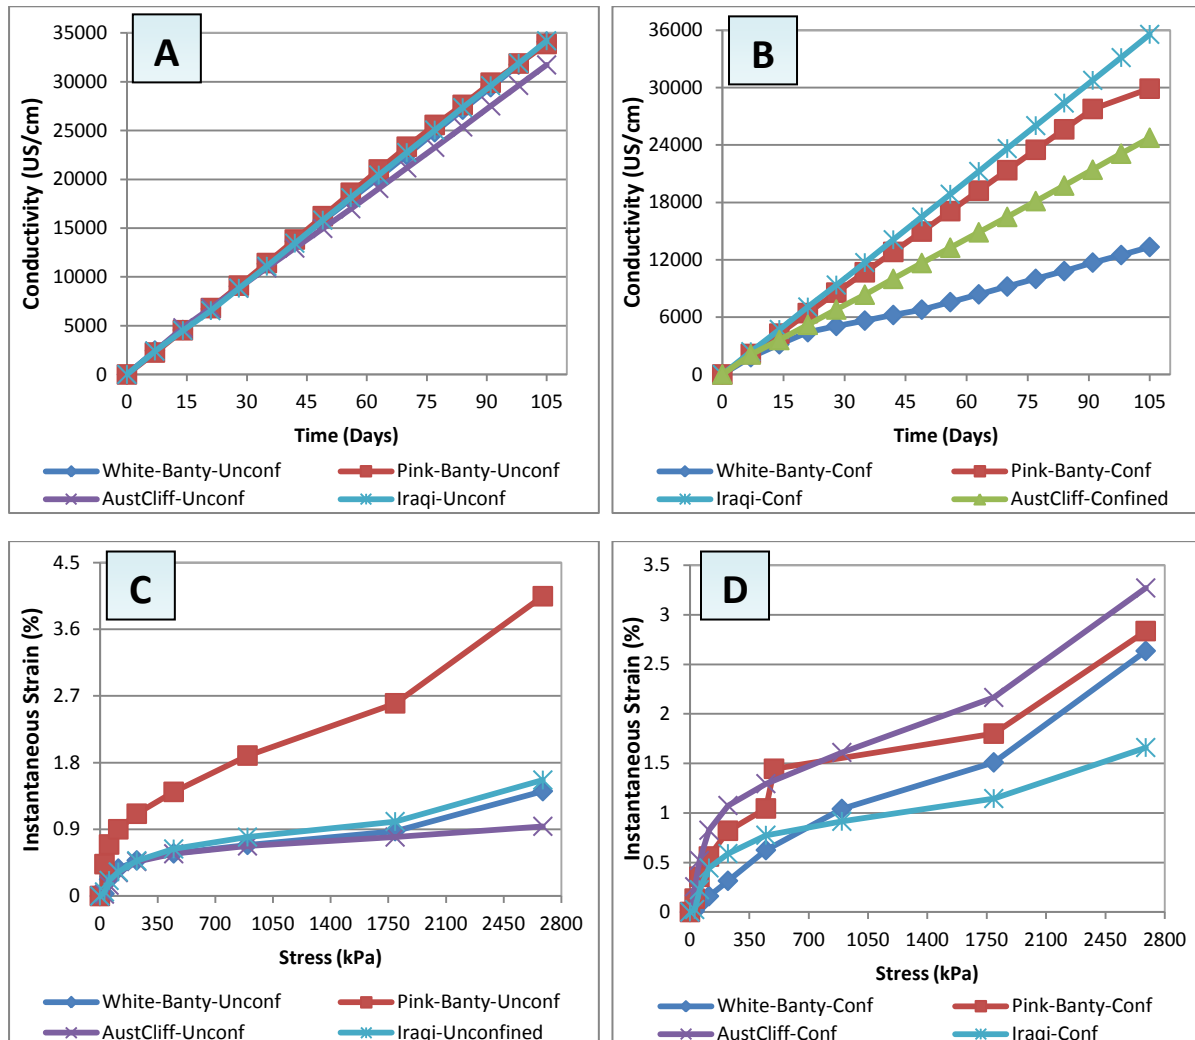 A
35000
30000
25000
20000
15000
10000
5000
0
Conductivity (US/cm)
0 15 30 45 60 75 90 105
Time (Days)
White-Banty-Unconf Pink-Banty-Unconf
AustCliff-Unconf Iraqi-Unconf
B
36000
30000
24000
18000
12000
6000
0
Conductivity (US/cm)
0 15 30 45 60 75 90 105
Time (Days)
White-Banty-Conf Pink-Banty-Conf
Iraqi-Conf AustCliff-Confined
C
4.5
3.6
2.7
1.8
0.9
0
Instantaneous Strain (%)
0 350 700 1050 1400 1750 2100 2450 2800
Stress (kPa)
White-Banty-Unconf Pink-Banty-Unconf
AustCliff-Unconf Iraqi-Unconfined
D
3.5
3
2.5
2
1.5
1
0.5
0
Instantaneous Strain (%)
0 350 700 1050 1400 1750 2100 2450 2800
Stress (kPa)
White-Banty-Conf Pink-Banty-Conf
AustCliff-Conf Iraqi-Conf